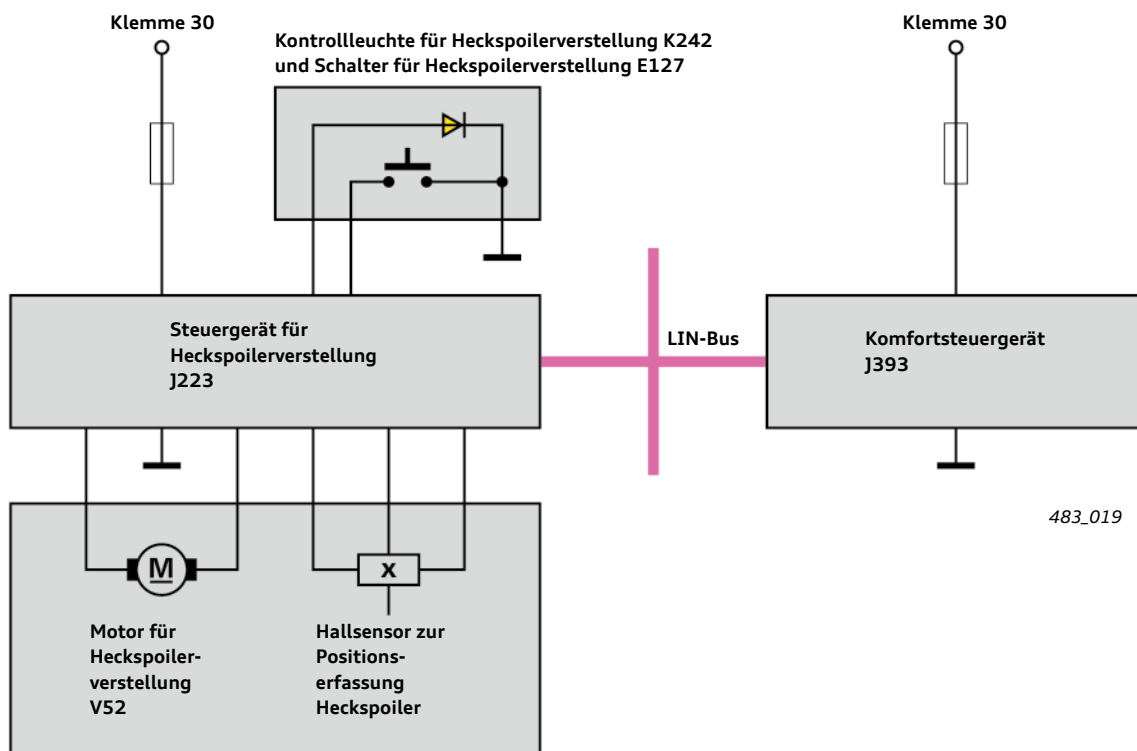 Klemme 30
Kontrollleuchte für Heckspoilerverstellung K242
und Schalter für Heckspoilerverstellung E127
Klemme 30
Steuergerät für
Heckspoilerverstellung
J223
LIN-Bus
Komfortsteuergerät
J393
483_019
M
x
Motor für
Heckspoiler-
verstellung
V52
Hallsensor zur
Positions-
erfassung
Heckspoiler